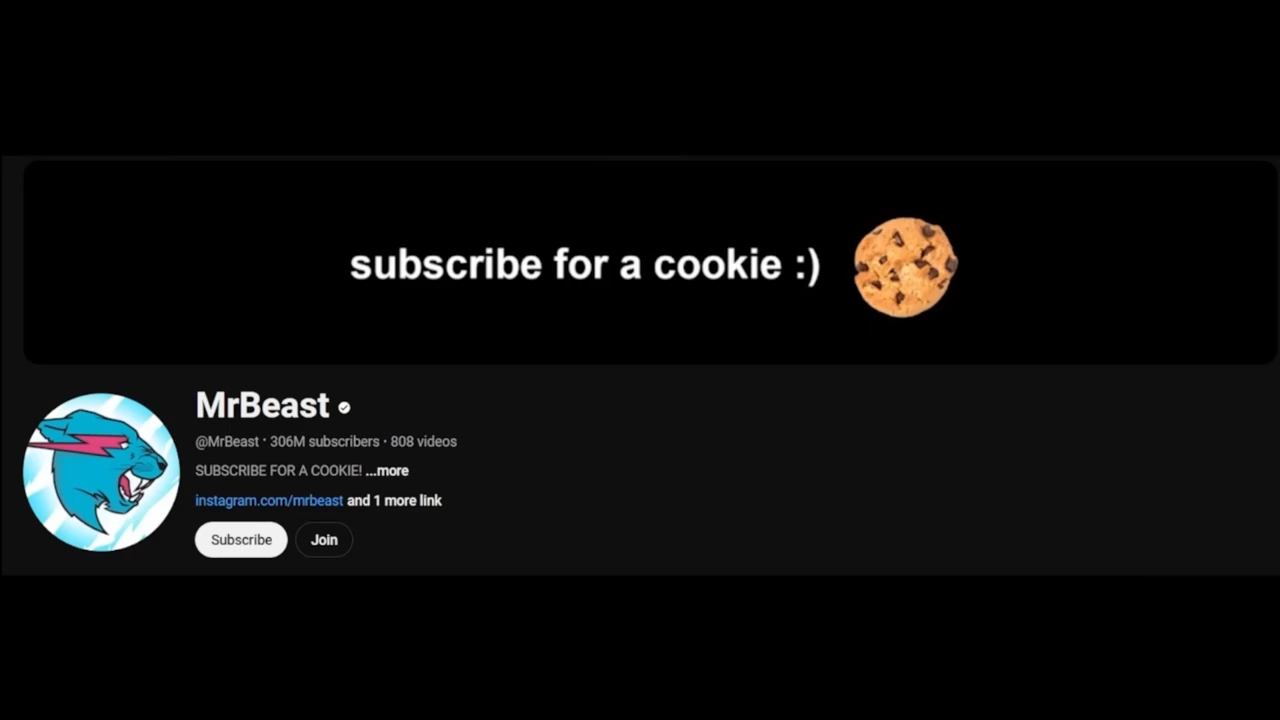 subscribe for a cookie :)
MrBeast
@MrBeast · 306M subscribers · 808 videos
SUBSCRIBE FOR A COOKIE! ...more
instagram.com/mrbeast and 1 more link
Subscribe Join